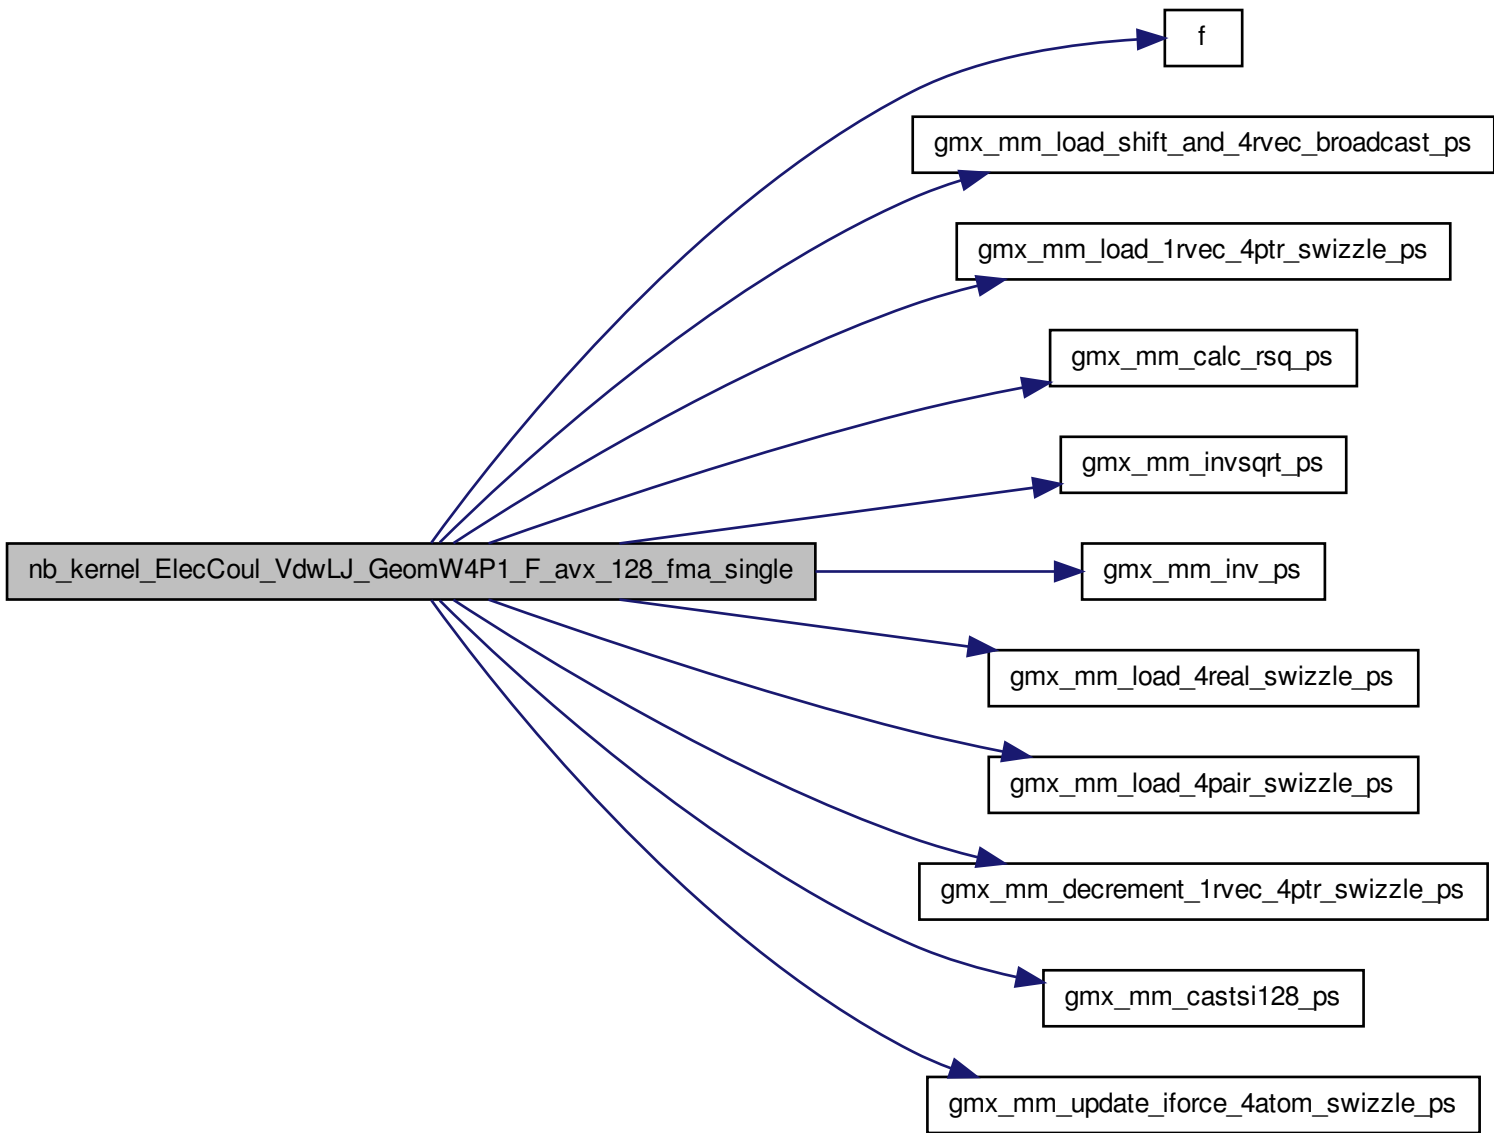 f
gmx_mm_load_shift_and_4rvec_broadcast_ps
gmx_mm_load_1rvec_4ptr_swizzle_ps
gmx_mm_calc_rsq_ps
gmx_mm_invsqrt_ps
nb_kernel_ElecCoul_VdwLJ_GeomW4P1_F_avx_128_fma_single
gmx_mm_inv_ps
gmx_mm_load_4real_swizzle_ps
gmx_mm_load_4pair_swizzle_ps
gmx_mm_decrement_1rvec_4ptr_swizzle_ps
gmx_mm_castsi128_ps
gmx_mm_update_iforce_4atom_swizzle_ps